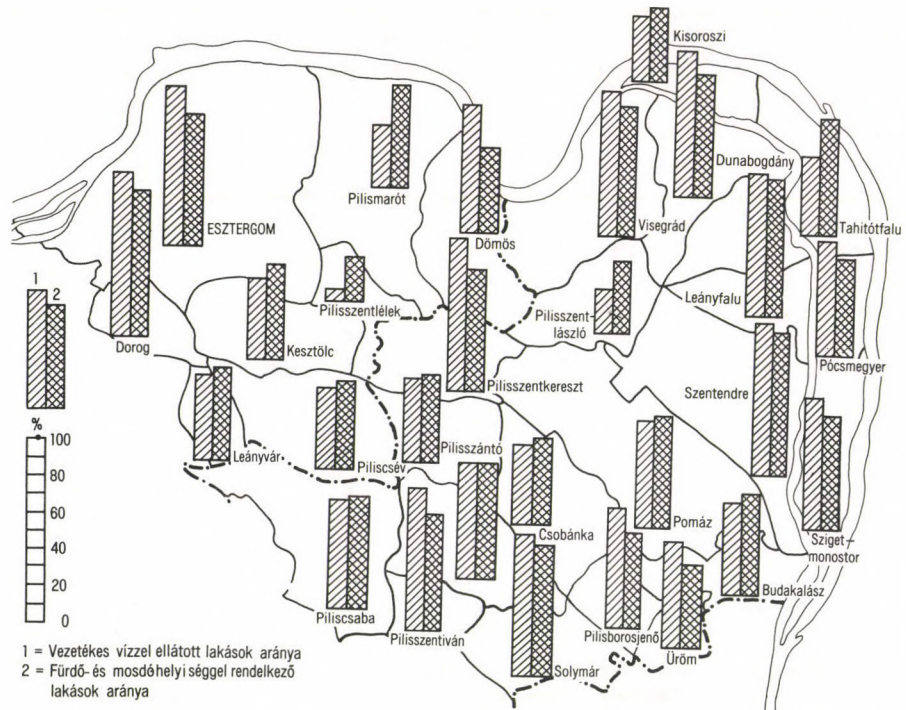 Kisoroszi
Dunabogdány
Pilismarót
ESZTERGOM
Visegrád
Tahitótfalu
Dömös
1
2
Pilisszentlélek
Pilisszent-
lászló
Leányfalu
Dorog
Kesztölc
Pócsmegyer
Pilisszentkereszt
Szentendre
%
100
80
60
40
20
0
Leányvár
Piliscsév
Pilisszántó
Csobánka
Pomáz
Sziget-
monostor
Budakalász
Piliscsaba
Pilisszentiván
Pilisborosjenő
Üröm
Solymár
1 = Vezetékes vízzel ellátott lakások aránya
2 = Fürdő- és mosdóhelyiséggel rendelkező
lakások aránya